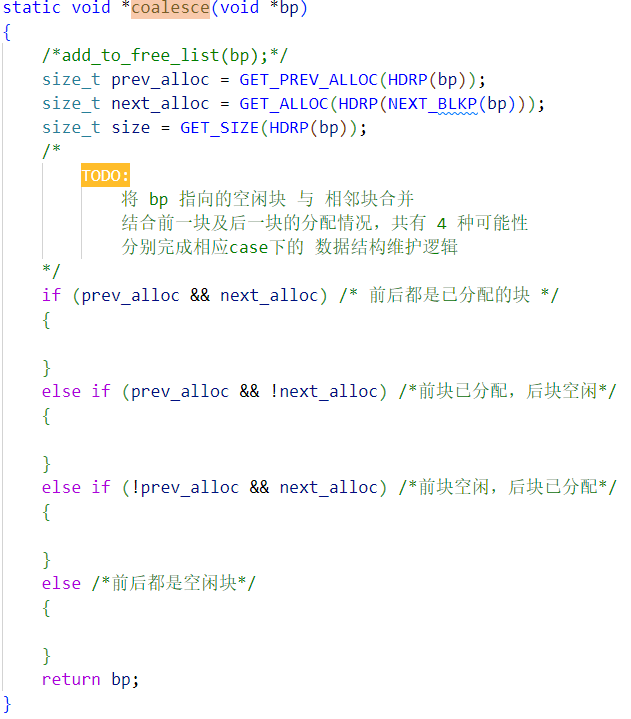 static void *coalesce(void *bp)
{
/*add_to_free_list(bp);*/
size_t prev_alloc = GET_PREV_ALLOC(HDRP(bp));
size_t next_alloc = GET_ALLOC(HDRP(NEXT_BLKP(bp)));
size_t size = GET_SIZE(HDRP(bp));
/*
TODO:
将 bp 指向的空闲块 与 相邻块合并
结合前一块及后一块的分配情况，共有 4 种可能性
分别完成相应case下的 数据结构维护逻辑
*/
if (prev_alloc && next_alloc) /* 前后都是已分配的块 */
{
}
else if (prev_alloc && !next_alloc) /*前块已分配，后块空闲*/
{
}
else if (!prev_alloc && next_alloc) /*前块空闲，后块已分配*/
{
}
else /*前后都是空闲块*/
{
}
return bp;
}